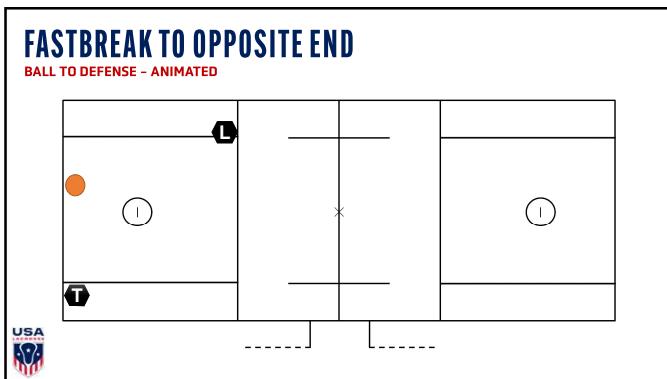 FASTBREAK TO OPPOSITE END
BALL TO DEFENSE – ANIMATED
L
T
USA
LACROSSE